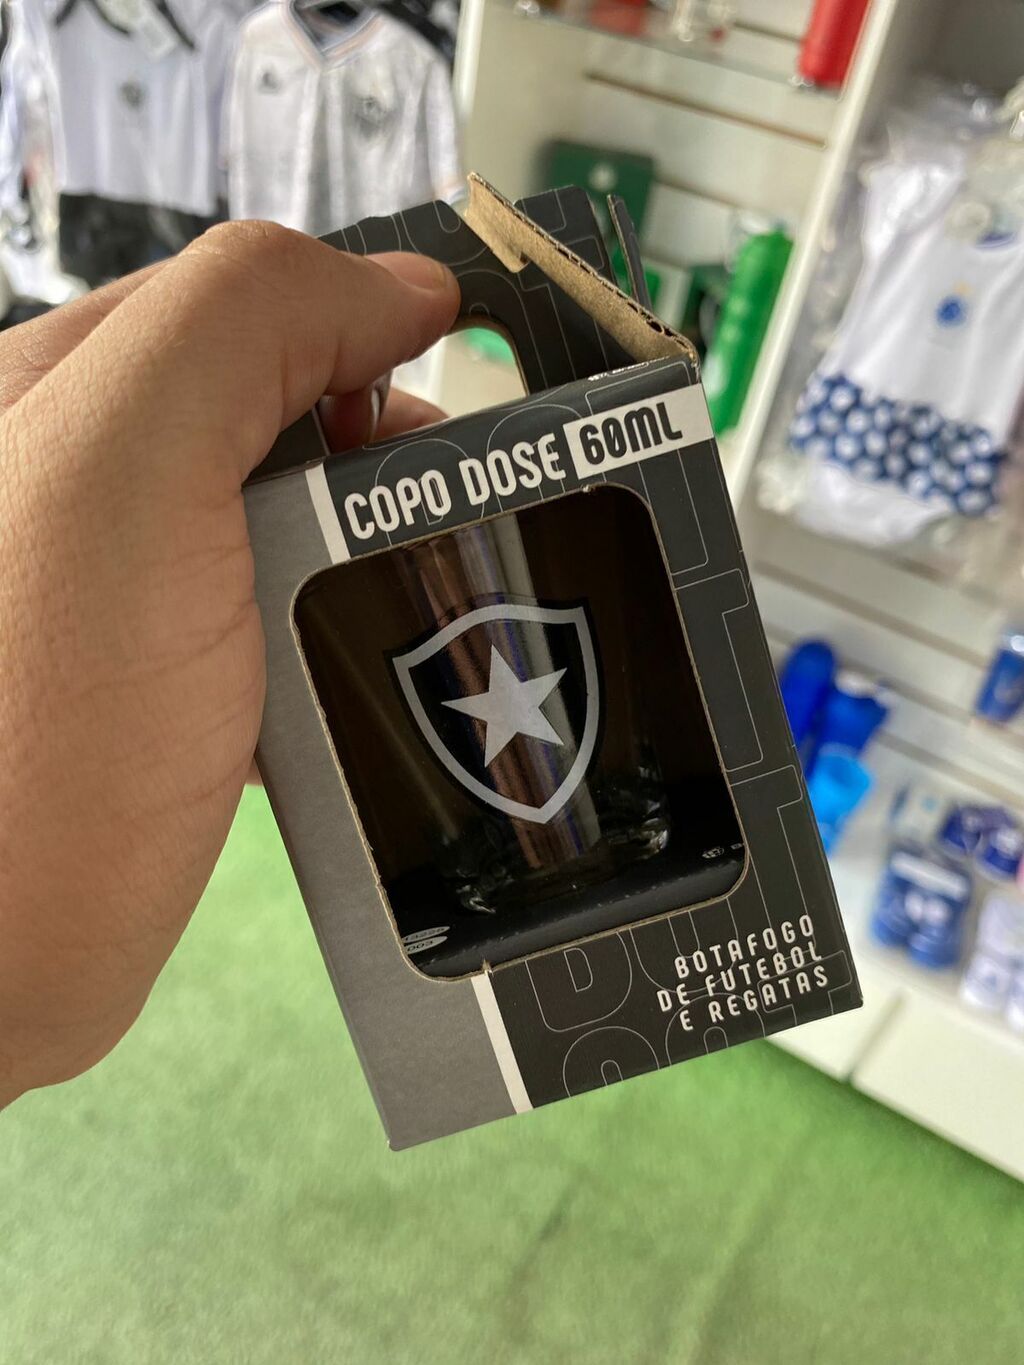 COPO DOSE 60ML
BOTAFOGO
DE FUTEBOL
E REGATAS